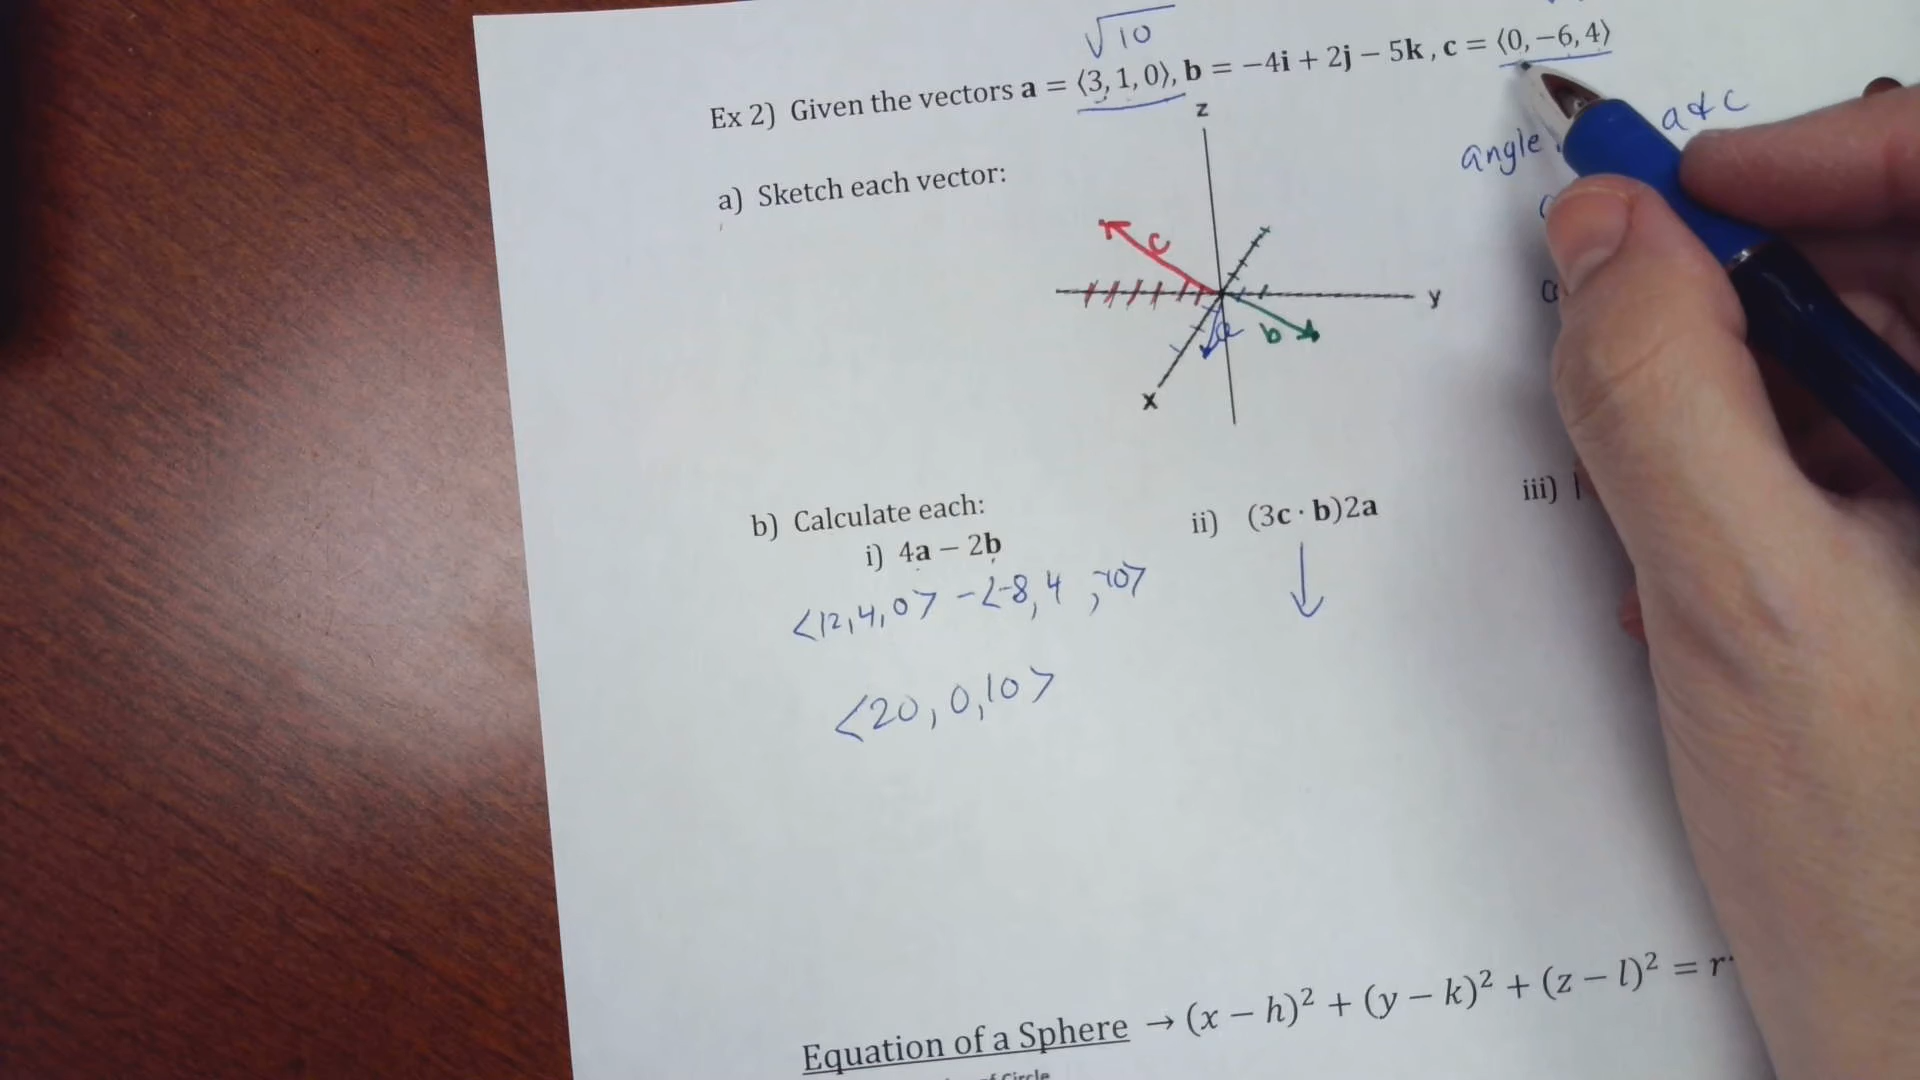 √10
Ex 2) Given the vectors a = ⟨3, 1, 0⟩, b = −4i + 2j − 5k, c = ⟨0, −6, 4⟩
angle a & c
a) Sketch each vector:
z
c
y
a
b
x
b) Calculate each:
i) 4a − 2b
ii) (3c · b)2a
iii)
<12, 4, 0> - <-8, 4, -10>
<20, 0, 10>
Equation of a Sphere → (x − h)² + (y − k)² + (z − l)² = r
of Circle